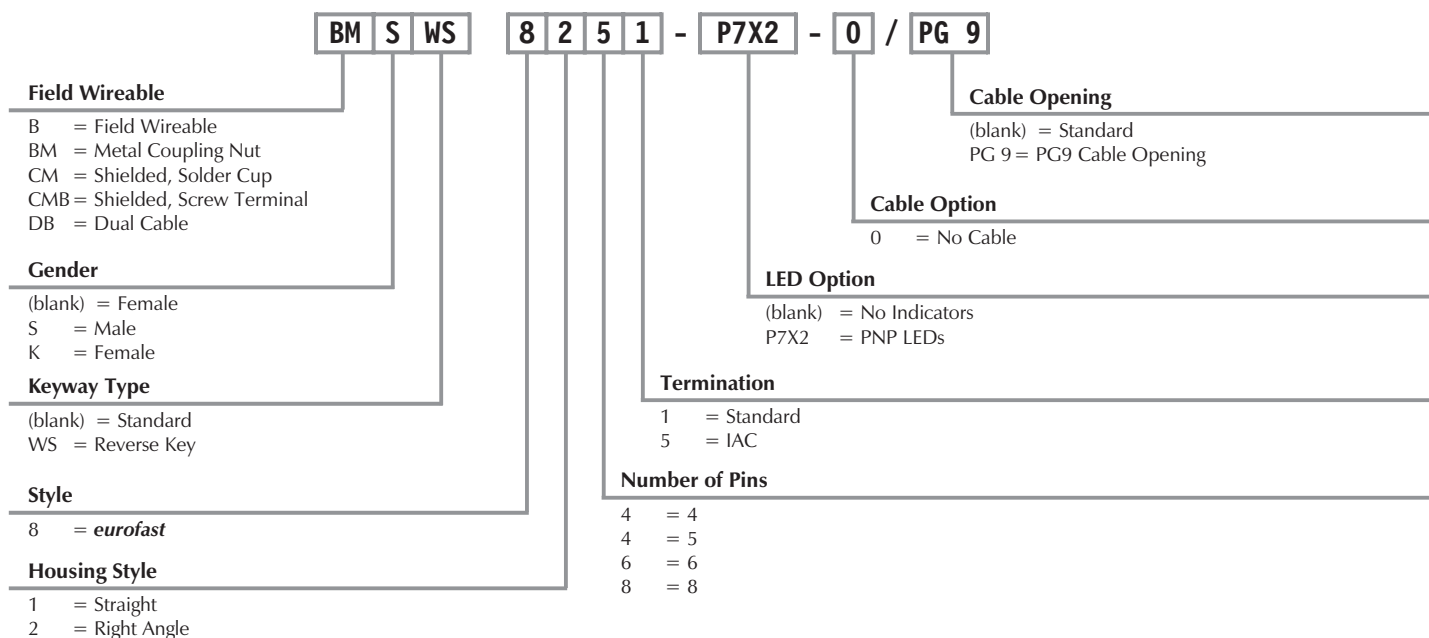 BM S WS 8 2 5 1 - P7X2 - 0 / PG 9
Field Wireable
B = Field Wireable
BM = Metal Coupling Nut
CM = Shielded, Solder Cup
CMB = Shielded, Screw Terminal
DB = Dual Cable
Gender
(blank) = Female
S = Male
K = Female
Keyway Type
(blank) = Standard
WS = Reverse Key
Style
8 = eurofast
Housing Style
1 = Straight
2 = Right Angle
Cable Opening
(blank) = Standard
PG 9 = PG9 Cable Opening
Cable Option
0 = No Cable
LED Option
(blank) = No Indicators
P7X2 = PNP LEDs
Termination
1 = Standard
5 = IAC
Number of Pins
4 = 4
4 = 5
6 = 6
8 = 8